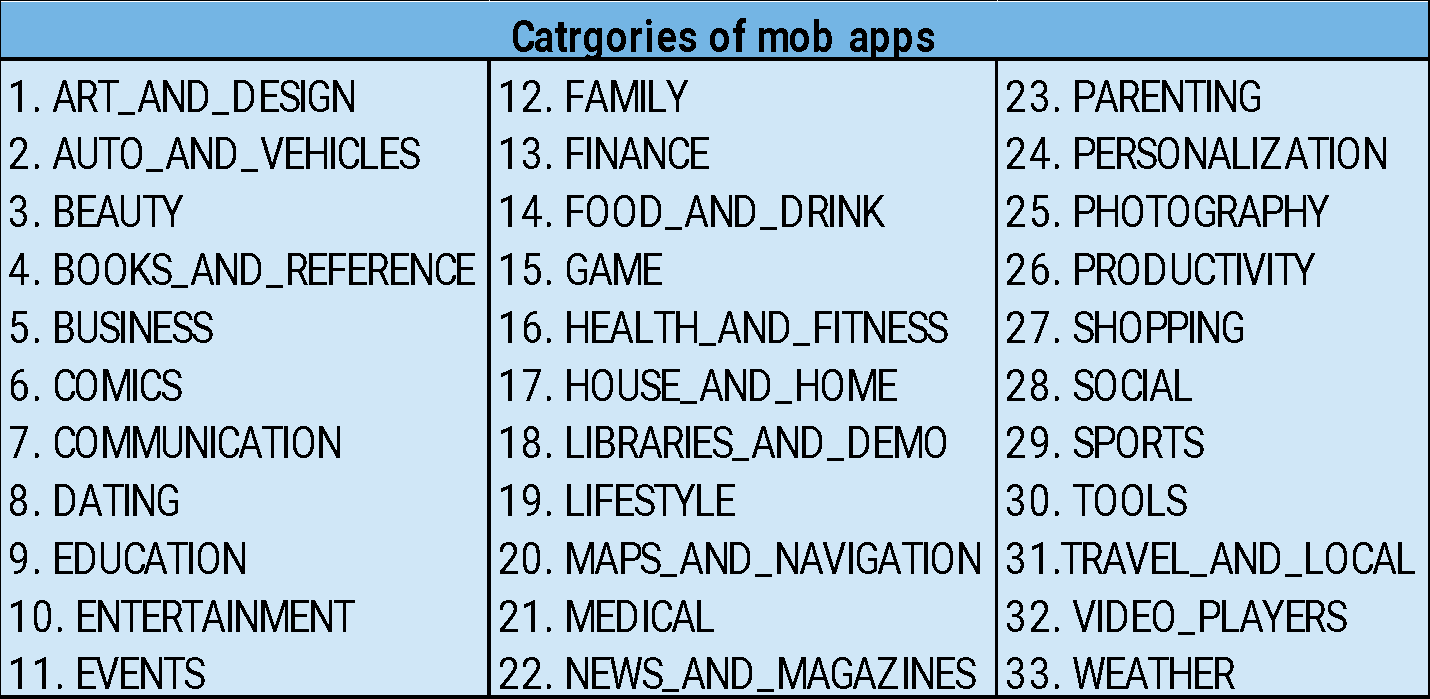 Catrgories of mob apps
1. ART_AND_DESIGN
2. AUTO_AND_VEHICLES
3. BEAUTY
4. BOOKS_AND_REFERENCE
5. BUSINESS
6. COMICS
7. COMMUNICATION
8. DATING
9. EDUCATION
10. ENTERTAINMENT
11. EVENTS
12. FAMILY
13. FINANCE
14. FOOD_AND_DRINK
15. GAME
16. HEALTH_AND_FITNESS
17. HOUSE_AND_HOME
18. LIBRARIES_AND_DEMO
19. LIFESTYLE
20. MAPS_AND_NAVIGATION
21. MEDICAL
22. NEWS_AND_MAGAZINES
23. PARENTING
24. PERSONALIZATION
25. PHOTOGRAPHY
26. PRODUCTIVITY
27. SHOPPING
28. SOCIAL
29. SPORTS
30. TOOLS
31.TRAVEL_AND_LOCAL
32. VIDEO_PLAYERS
33. WEATHER